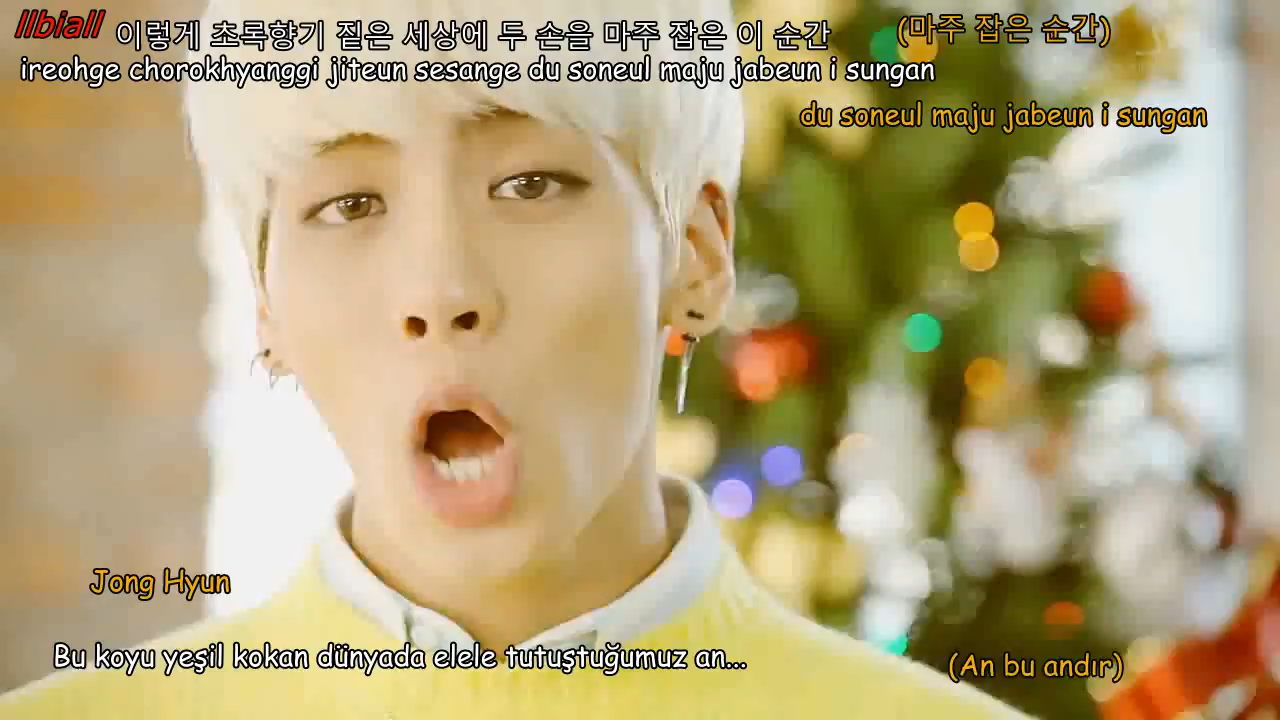 llbiall
이렇게 초록향기 짙은 세상에 두 손을 마주 잡은 이 순간
(마주 잡은 순간)
ireohge chorokhyanggi jiteun sesange du soneul maju jabeun i sungan
du soneul maju jabeun i sungan
Jong Hyun
Bu koyu yeşil kokan dünyada elele tutuştuğumuz an...
(An bu andır)